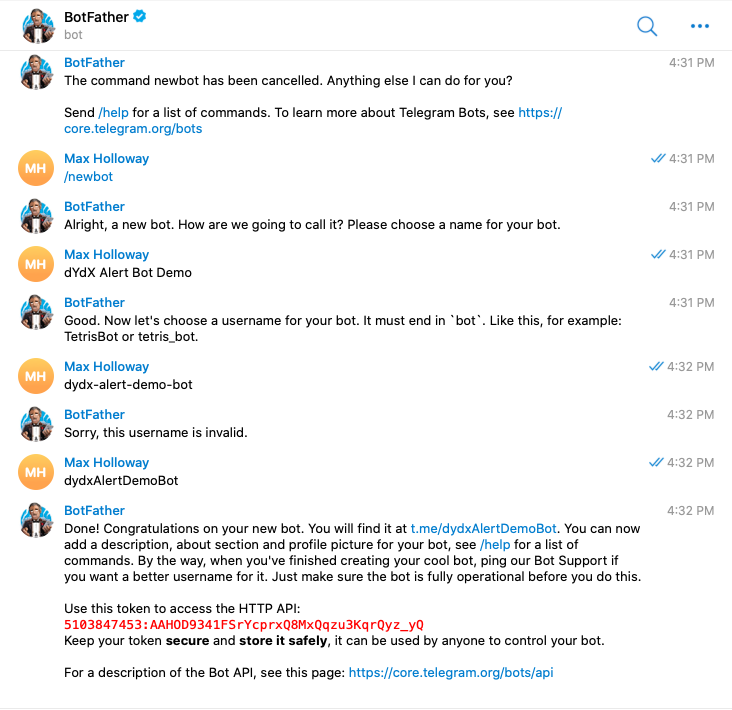 BotFather
bot
BotFather 4:31 PM
The command newbot has been cancelled. Anything else I can do for you?
Send /help for a list of commands. To learn more about Telegram Bots, see https://
core.telegram.org/bots
MH
Max Holloway 4:31 PM
/newbot
BotFather 4:31 PM
Alright, a new bot. How are we going to call it? Please choose a name for your bot.
MH
Max Holloway 4:31 PM
dYdX Alert Bot Demo
BotFather 4:31 PM
Good. Now let's choose a username for your bot. It must end in `bot`. Like this, for example:
TetrisBot or tetris_bot.
MH
Max Holloway 4:32 PM
dydx-alert-demo-bot
BotFather 4:32 PM
Sorry, this username is invalid.
MH
Max Holloway 4:32 PM
dydxAlertDemoBot
BotFather 4:32 PM
Done! Congratulations on your new bot. You will find it at t.me/dydxAlertDemoBot. You can now
add a description, about section and profile picture for your bot, see /help for a list of
commands. By the way, when you've finished creating your cool bot, ping our Bot Support if
you want a better username for it. Just make sure the bot is fully operational before you do this.
Use this token to access the HTTP API:
5103847453:AAHOD9341FSrYcprxQ8MxQqzu3KqrQyz_yQ
Keep your token secure and store it safely, it can be used by anyone to control your bot.
For a description of the Bot API, see this page: https://core.telegram.org/bots/api